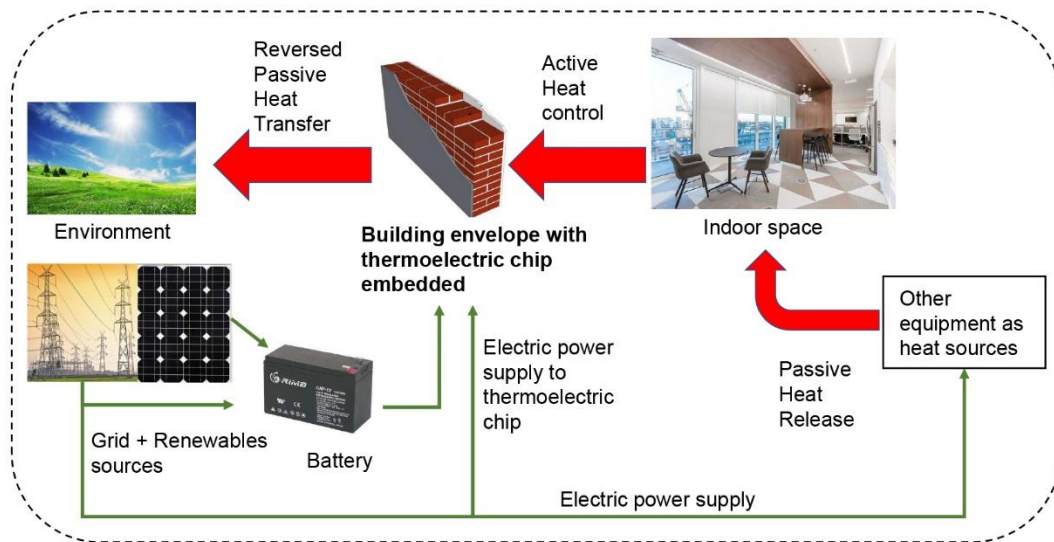 Reversed
Passive
Heat
Transfer
Active
Heat
control
Environment
Building envelope with
thermoelectric chip
embedded
Indoor space
Other
equipment as
heat sources
Electric power
supply to
thermoelectric
chip
Passive
Heat
Release
Grid + Renewables
sources
Battery
Electric power supply